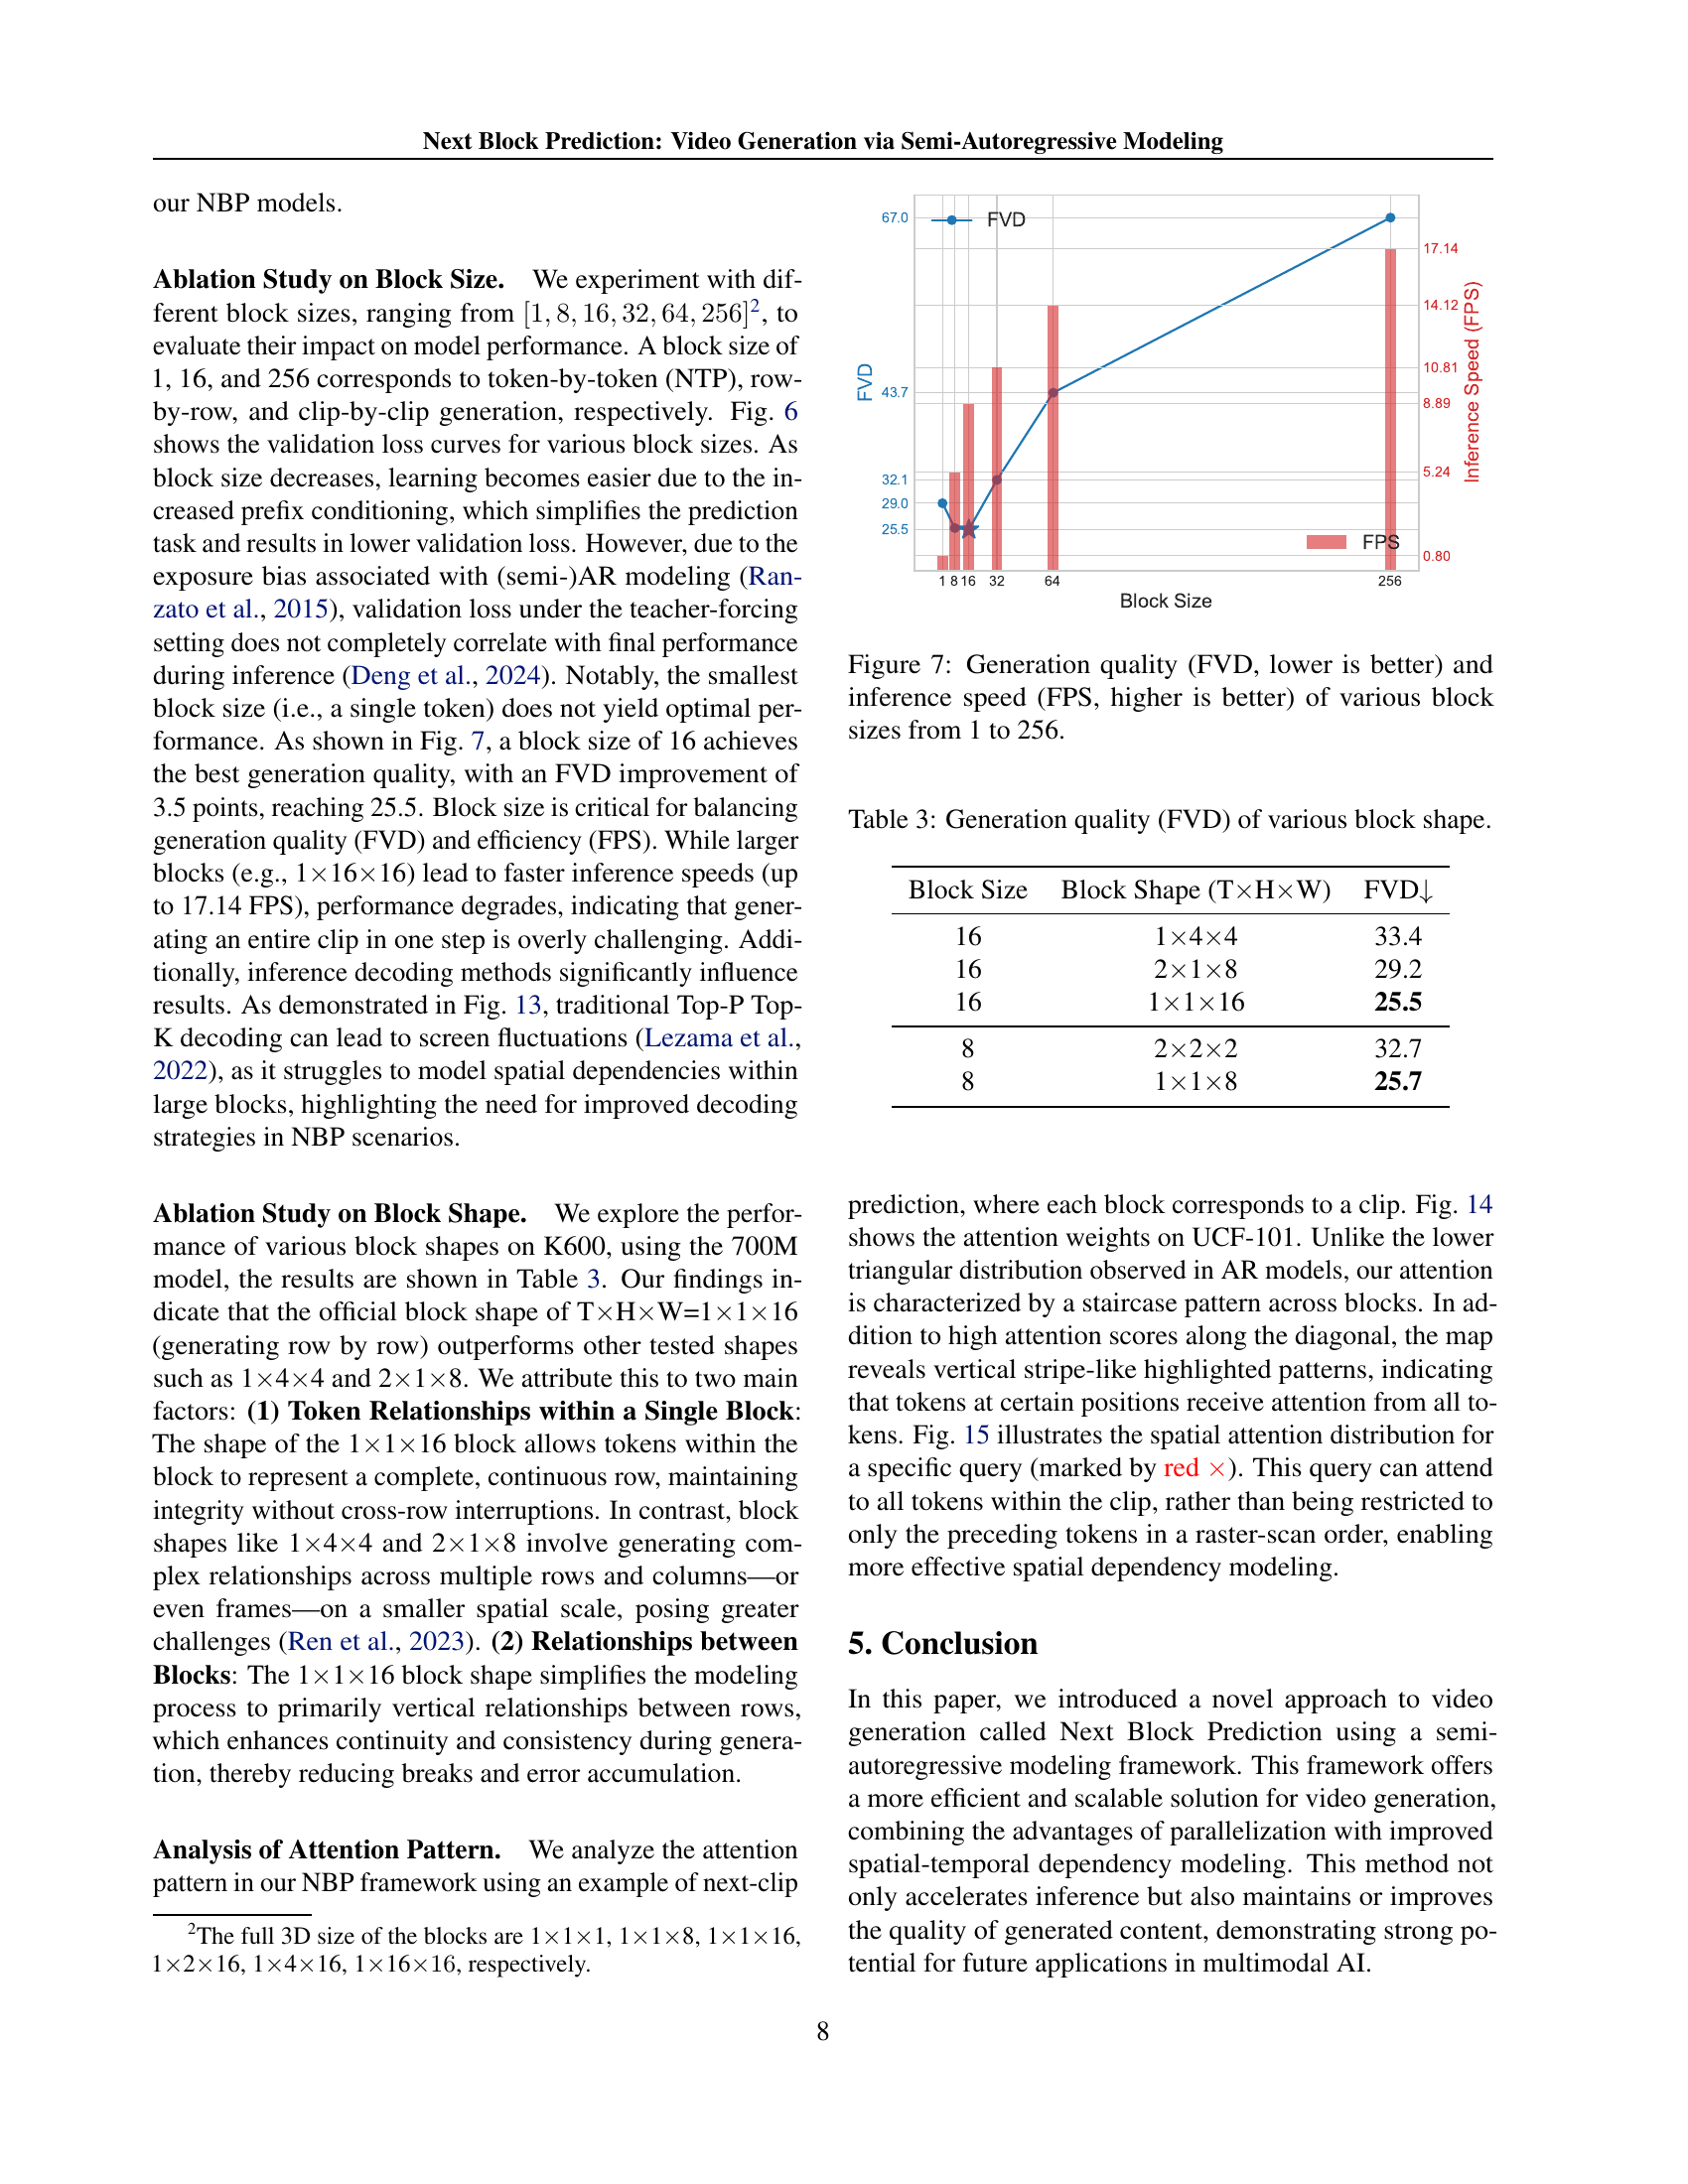 Next Block Prediction: Video Generation via Semi-Autoregressive Modeling
our NBP models.
Ablation Study on Block Size. We experiment with dif-
ferent block sizes, ranging from [1, 8, 16, 32, 64, 256]2, to
evaluate their impact on model performance. A block size of
1, 16, and 256 corresponds to token-by-token (NTP), row-
by-row, and clip-by-clip generation, respectively. Fig. 6
shows the validation loss curves for various block sizes. As
block size decreases, learning becomes easier due to the in-
creased prefix conditioning, which simplifies the prediction
task and results in lower validation loss. However, due to the
exposure bias associated with (semi-)AR modeling (Ran-
zato et al., 2015), validation loss under the teacher-forcing
setting does not completely correlate with final performance
during inference (Deng et al., 2024). Notably, the smallest
block size (i.e., a single token) does not yield optimal per-
formance. As shown in Fig. 7, a block size of 16 achieves
the best generation quality, with an FVD improvement of
3.5 points, reaching 25.5. Block size is critical for balancing
generation quality (FVD) and efficiency (FPS). While larger
blocks (e.g., 1×16×16) lead to faster inference speeds (up
to 17.14 FPS), performance degrades, indicating that gener-
ating an entire clip in one step is overly challenging. Addi-
tionally, inference decoding methods significantly influence
results. As demonstrated in Fig. 13, traditional Top-P Top-
K decoding can lead to screen fluctuations (Lezama et al.,
2022), as it struggles to model spatial dependencies within
large blocks, highlighting the need for improved decoding
strategies in NBP scenarios.
Ablation Study on Block Shape. We explore the perfor-
mance of various block shapes on K600, using the 700M
model, the results are shown in Table 3. Our findings in-
dicate that the official block shape of T×H×W=1×1×16
(generating row by row) outperforms other tested shapes
such as 1×4×4 and 2×1×8. We attribute this to two main
factors: (1) Token Relationships within a Single Block:
The shape of the 1×1×16 block allows tokens within the
block to represent a complete, continuous row, maintaining
integrity without cross-row interruptions. In contrast, block
shapes like 1×4×4 and 2×1×8 involve generating com-
plex relationships across multiple rows and columns—or
even frames—on a smaller spatial scale, posing greater
challenges (Ren et al., 2023). (2) Relationships between
Blocks: The 1×1×16 block shape simplifies the modeling
process to primarily vertical relationships between rows,
which enhances continuity and consistency during genera-
tion, thereby reducing breaks and error accumulation.
Analysis of Attention Pattern. We analyze the attention
pattern in our NBP framework using an example of next-clip
2The full 3D size of the blocks are 1×1×1, 1×1×8, 1×1×16,
1×2×16, 1×4×16, 1×16×16, respectively.
FVD
67.0
43.7
32.1
29.0
25.5
FVD
17.14
14.12
10.81
8.89
5.24
0.80
Inference Speed (FPS)
FPS
1 8 16 32 64 256
Block Size
Figure 7: Generation quality (FVD, lower is better) and
inference speed (FPS, higher is better) of various block
sizes from 1 to 256.
Table 3: Generation quality (FVD) of various block shape.
Block Size Block Shape (T×H×W) FVD↓
16 1×4×4 33.4
16 2×1×8 29.2
16 1×1×16 25.5
8 2×2×2 32.7
8 1×1×8 25.7
prediction, where each block corresponds to a clip. Fig. 14
shows the attention weights on UCF-101. Unlike the lower
triangular distribution observed in AR models, our attention
is characterized by a staircase pattern across blocks. In ad-
dition to high attention scores along the diagonal, the map
reveals vertical stripe-like highlighted patterns, indicating
that tokens at certain positions receive attention from all to-
kens. Fig. 15 illustrates the spatial attention distribution for
a specific query (marked by red ×). This query can attend
to all tokens within the clip, rather than being restricted to
only the preceding tokens in a raster-scan order, enabling
more effective spatial dependency modeling.
5. Conclusion
In this paper, we introduced a novel approach to video
generation called Next Block Prediction using a semi-
autoregressive modeling framework. This framework offers
a more efficient and scalable solution for video generation,
combining the advantages of parallelization with improved
spatial-temporal dependency modeling. This method not
only accelerates inference but also maintains or improves
the quality of generated content, demonstrating strong po-
tential for future applications in multimodal AI.
8